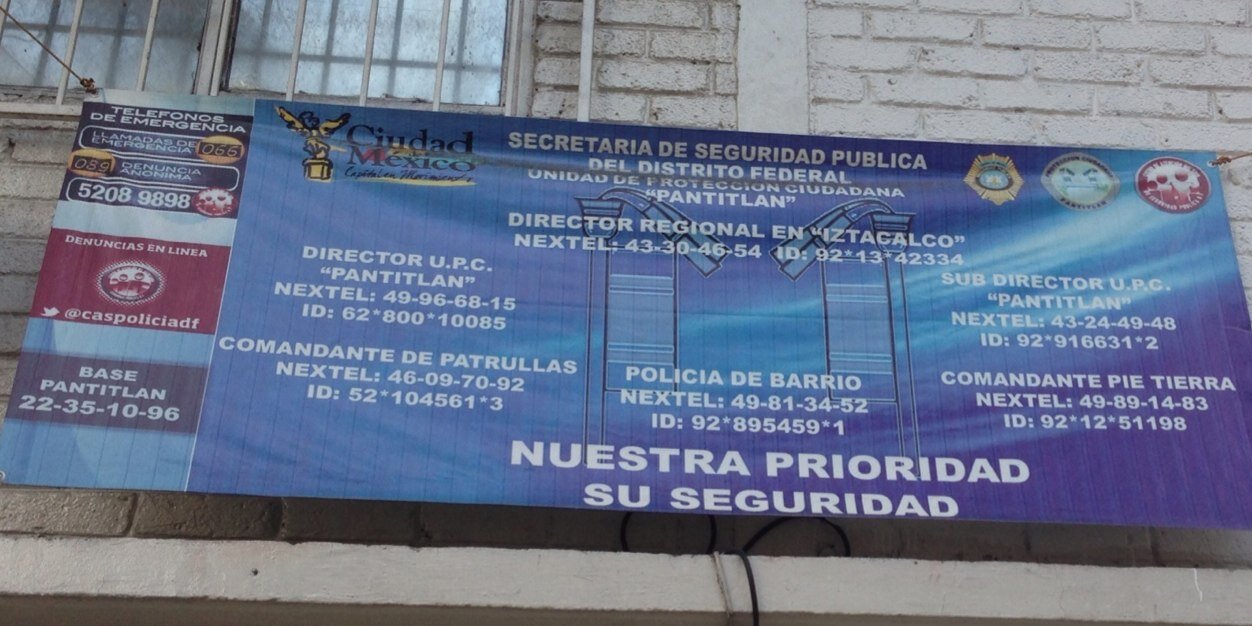 TELEFONOS
DE EMERGENCIA
LLAMADAS DE
EMERGENCIA 066
089 DENUNCIA
ANONIMA
5208 9898
DENUNCIAS EN LINEA
@caspoliciadf
BASE
PANTITLAN
22-35-10-96
Ciudad
México
Capital en Movimiento
SECRETARIA DE SEGURIDAD PUBLICA
DEL DISTRITO FEDERAL
UNIDAD DE PROTECCION CIUDADANA
"PANTITLAN"
DIRECTOR REGIONAL EN "IZTACALCO"
NEXTEL: 43-30-46-54 ID: 92*13*42334
DIRECTOR U.P.C.
"PANTITLAN"
NEXTEL: 49-96-68-15
ID: 62*800*10085
SUB DIRECTOR U.P.C.
"PANTITLAN"
NEXTEL: 43-24-49-48
ID: 92*916631*2
COMANDANTE DE PATRULLAS
NEXTEL: 46-09-70-92
ID: 52*104561*3
POLICIA DE BARRIO
NEXTEL: 49-81-34-52
ID: 92*895459*1
COMANDANTE PIE TIERRA
NEXTEL: 49-89-14-83
ID: 92*12*51198
NUESTRA PRIORIDAD
SU SEGURIDAD